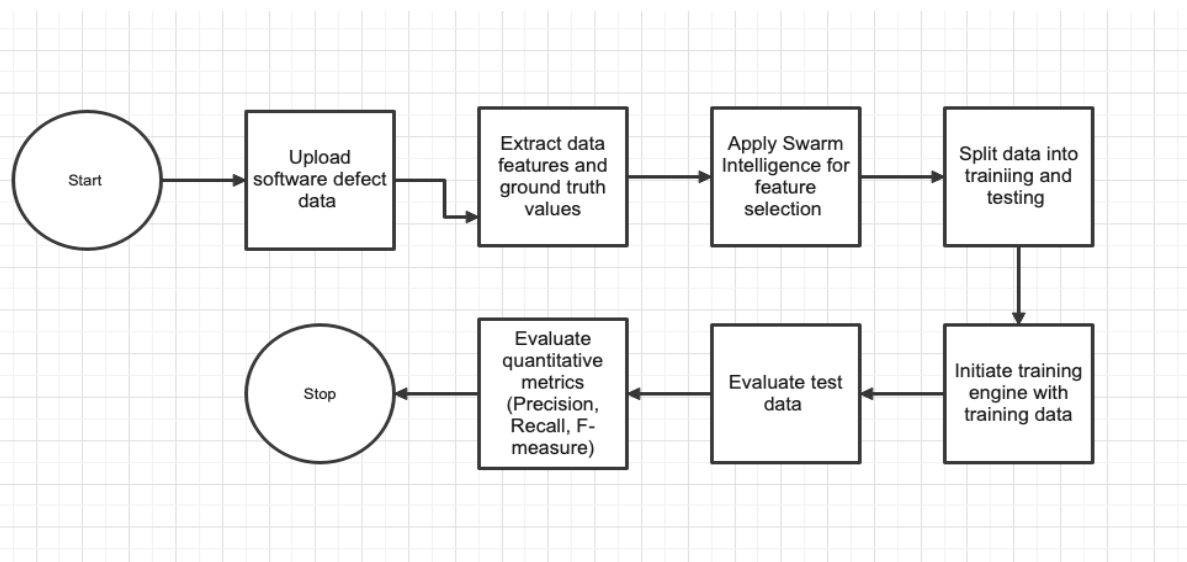 Start
Upload
software defect
data
Extract data
features and
ground truth
values
Apply Swarm
Intelligence for
feature
selection
Split data into
trainiing and
testing
Stop
Evaluate
quantitative
metrics
(Precision,
Recall, F-
measure)
Evaluate test
data
Initiate training
engine with
training data